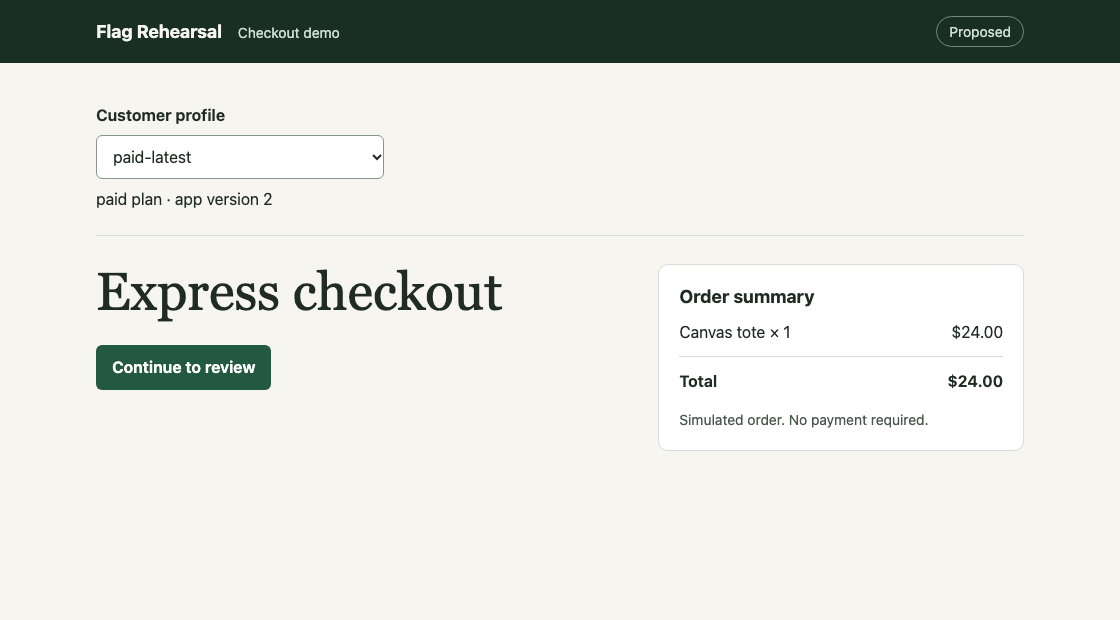 Flag Rehearsal Checkout demo Proposed
Customer profile
paid-latest
paid plan · app version 2
Express checkout
Continue to review
Order summary
Canvas tote × 1 $24.00
Total $24.00
Simulated order. No payment required.